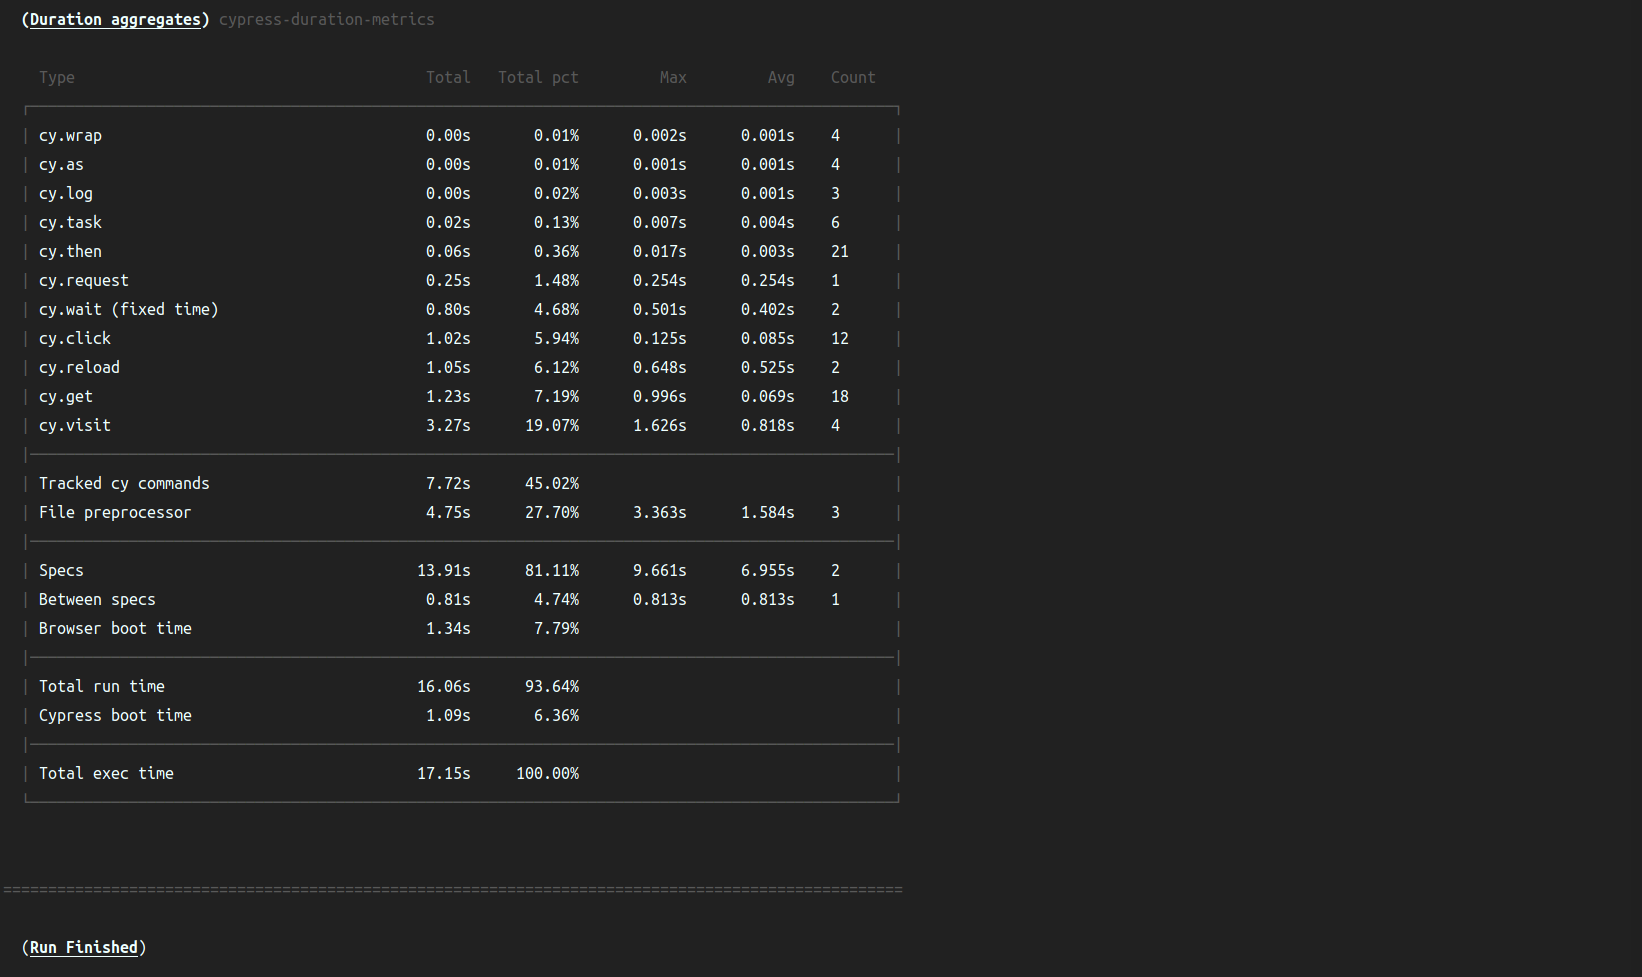 (Duration aggregates) cypress-duration-metrics
Type Total Total pct Max Avg Count
cy.wrap 0.00s 0.01% 0.002s 0.001s 4
cy.as 0.00s 0.01% 0.001s 0.001s 4
cy.log 0.00s 0.02% 0.003s 0.001s 3
cy.task 0.02s 0.13% 0.007s 0.004s 6
cy.then 0.06s 0.36% 0.017s 0.003s 21
cy.request 0.25s 1.48% 0.254s 0.254s 1
cy.wait (fixed time) 0.80s 4.68% 0.501s 0.402s 2
cy.click 1.02s 5.94% 0.125s 0.085s 12
cy.reload 1.05s 6.12% 0.648s 0.525s 2
cy.get 1.23s 7.19% 0.996s 0.069s 18
cy.visit 3.27s 19.07% 1.626s 0.818s 4
Tracked cy commands 7.72s 45.02%
File preprocessor 4.75s 27.70% 3.363s 1.584s 3
Specs 13.91s 81.11% 9.661s 6.955s 2
Between specs 0.81s 4.74% 0.813s 0.813s 1
Browser boot time 1.34s 7.79%
Total run time 16.06s 93.64%
Cypress boot time 1.09s 6.36%
Total exec time 17.15s 100.00%
====================================================================================================
(Run Finished)